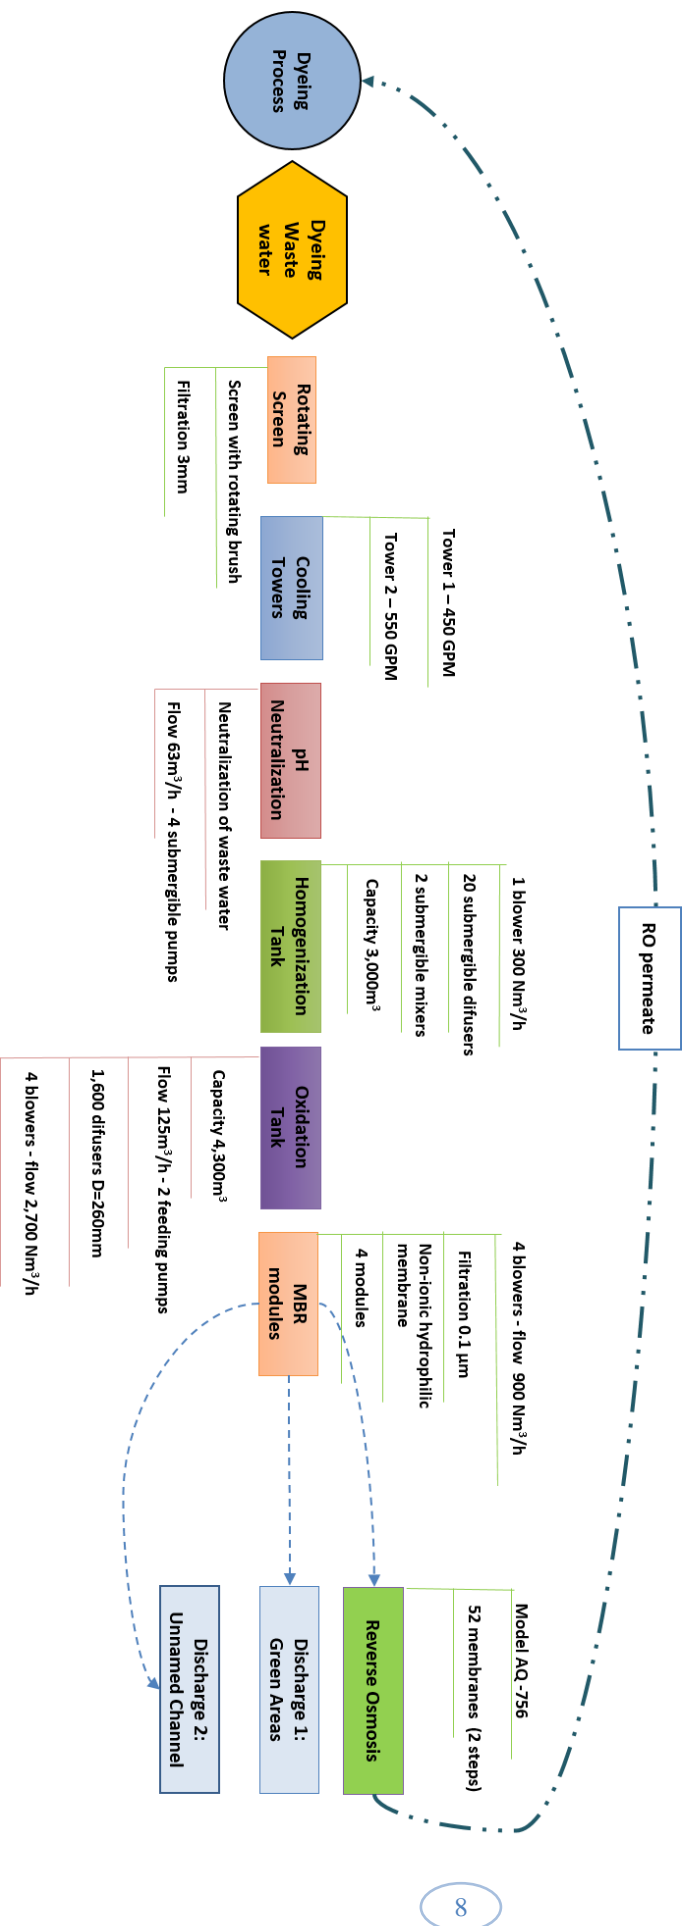 Dyeing
Process
Dyeing
Waste
water
Rotating
Screen
Screen with rotating brush
Filtration 3mm
Tower 1 – 450 GPM
Tower 2 – 550 GPM
Cooling
Towers
pH
Neutralization
Neutralization of waste water
Flow 63m³/h - 4 submergible pumps
1 blower 300 Nm³/h
20 submergible difusers
2 submergible mixers
Capacity 3,000m³
Homogenization
Tank
Oxidation
Tank
Capacity 4,300m³
Flow 125m³/h - 2 feeding pumps
1,600 difusers D=260mm
4 blowers - flow 2,700 Nm³/h
4 blowers - flow 900 Nm³/h
Filtration 0.1 µm
Non-ionic hydrophilic
membrane
4 modules
MBR
modules
RO permeate
Model AQ -756
52 membranes (2 steps)
Reverse Osmosis
Discharge 1:
Green Areas
Discharge 2:
Unnamed Channel
8